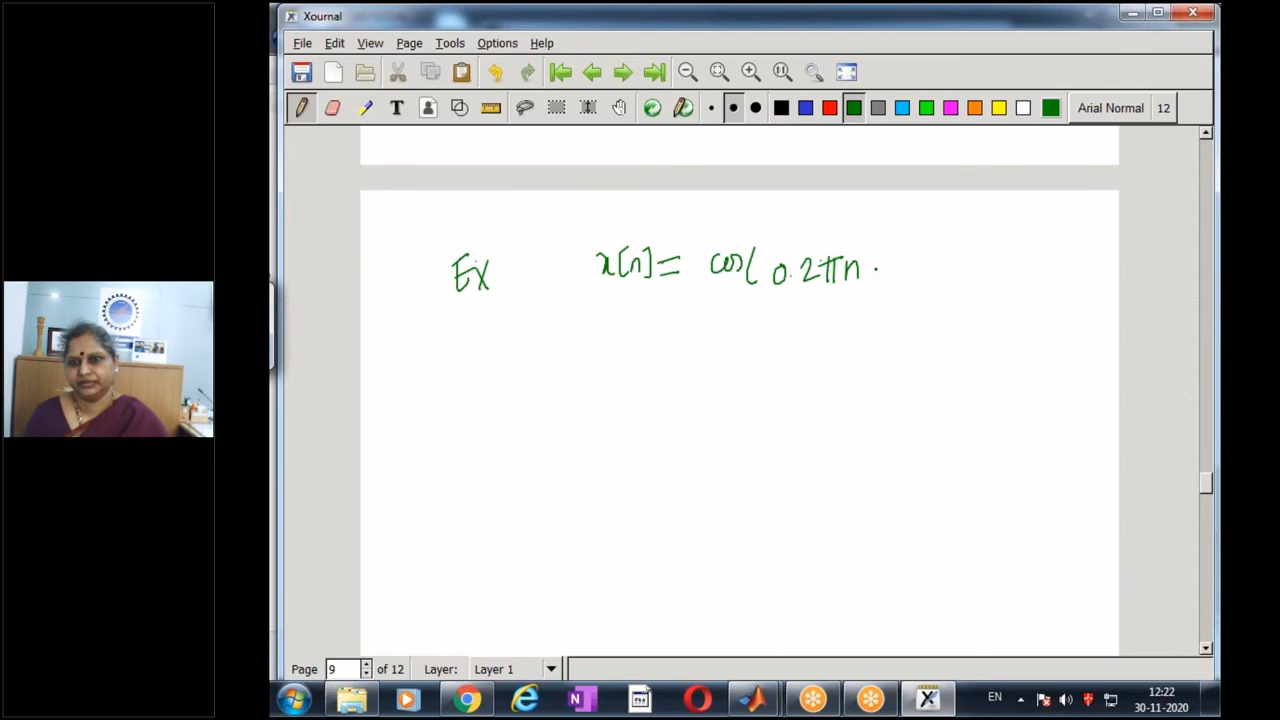 Xournal
File Edit View Page Tools Options Help
Arial Normal 12
EX x[n] = cos( 0.2πn .
Page 9 of 12 Layer: Layer 1
EN 12:22
30-11-2020